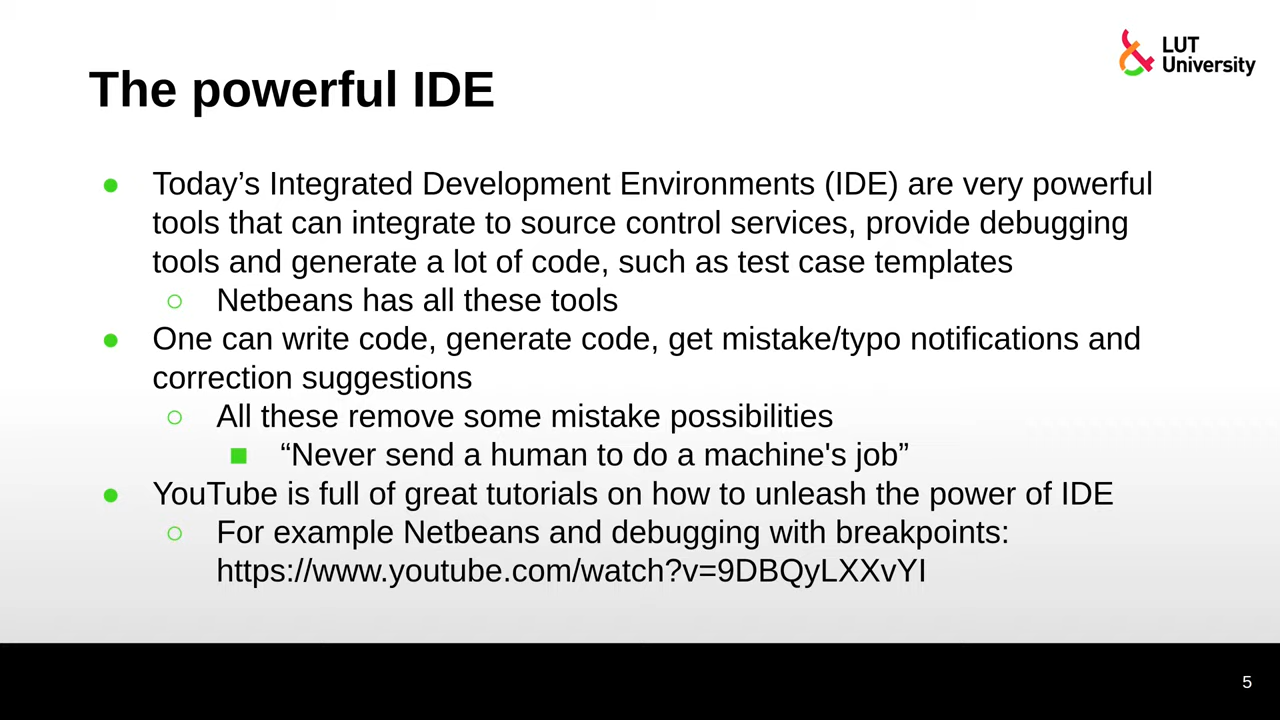 LUT
University
The powerful IDE
● Today’s Integrated Development Environments (IDE) are very powerful
tools that can integrate to source control services, provide debugging
tools and generate a lot of code, such as test case templates
○ Netbeans has all these tools
● One can write code, generate code, get mistake/typo notifications and
correction suggestions
○ All these remove some mistake possibilities
■ “Never send a human to do a machine's job”
● YouTube is full of great tutorials on how to unleash the power of IDE
○ For example Netbeans and debugging with breakpoints:
https://www.youtube.com/watch?v=9DBQyLXXvYI
5